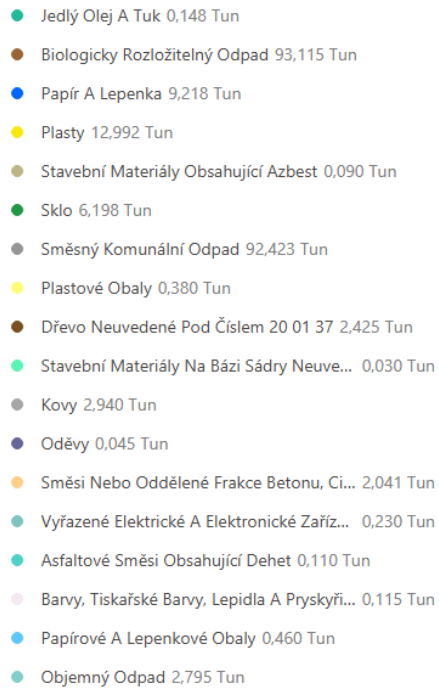 Jedlý Olej A Tuk 0,148 Tun
Biologicky Rozložitelný Odpad 93,115 Tun
Papír A Lepenka 9,218 Tun
Plasty 12,992 Tun
Stavební Materiály Obsahující Azbest 0,090 Tun
Sklo 6,198 Tun
Směsný Komunální Odpad 92,423 Tun
Plastové Obaly 0,380 Tun
Dřevo Neuvedené Pod Číslem 20 01 37 2,425 Tun
Stavební Materiály Na Bázi Sádry Neuve... 0,030 Tun
Kovy 2,940 Tun
Oděvy 0,045 Tun
Směsi Nebo Oddělené Frakce Betonu, Ci... 2,041 Tun
Vyřazené Elektrické A Elektronické Zaříz... 0,230 Tun
Asfaltové Směsi Obsahující Dehet 0,110 Tun
Barvy, Tiskařské Barvy, Lepidla A Pryskyři... 0,115 Tun
Papírové A Lepenkové Obaly 0,460 Tun
Objemný Odpad 2,795 Tun